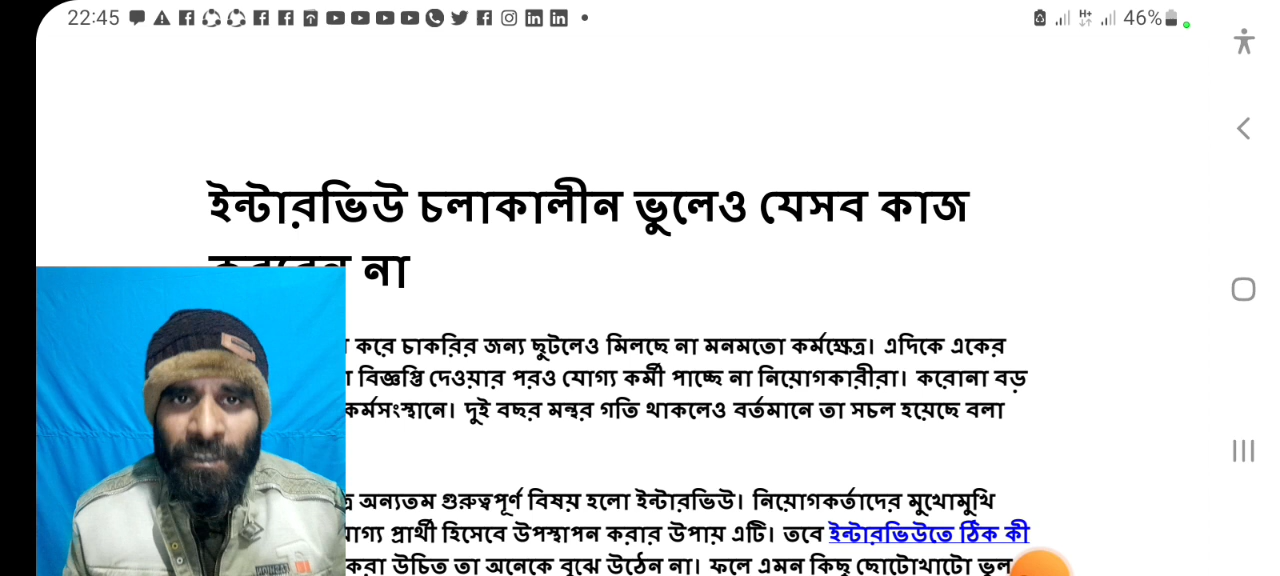 22:45
46%
ইন্টারভিউ চলাকালীন ভুলেও যেসব কাজ
করবেন না
করে চাকরির জন্য ছুটলেও মিলছে না মনমতো কর্মক্ষেত্র। এদিকে একের
বিজ্ঞপ্তি দেওয়ার পরও যোগ্য কর্মী পাচ্ছে না নিয়োগকারীরা। করোনা বড়
কর্মসংস্থানে। দুই বছর মন্থর গতি থাকলেও বর্তমানে তা সচল হয়েছে বলা
অন্যতম গুরুত্বপূর্ণ বিষয় হলো ইন্টারভিউ। নিয়োগকর্তাদের মুখোমুখি
প্রার্থী হিসেবে উপস্থাপন করার উপায় এটি। তবে ইন্টারভিউতে ঠিক কী
করা উচিত তা অনেকে বুঝে উঠেন না। ফলে এমন কিছু ছোটোখাটো ভুল